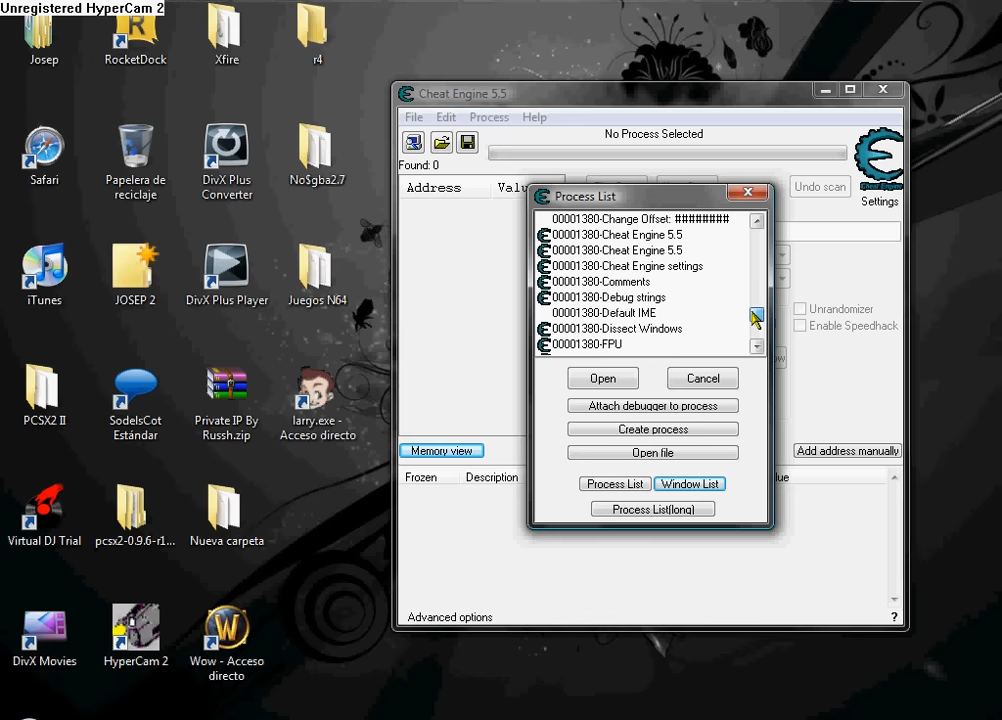 Unregistered HyperCam 2
Josep
RocketDock
Xfire
r4
Safari
Papelera de
reciclaje
DivX Plus
Converter
No$gba2.7
iTunes
JOSEP 2
DivX Plus Player
Juegos N64
PCSX2 II
SodelsCot
Estándar
Private IP By
Russh.zip
larry.exe -
Acceso directo
Virtual DJ Trial
pcsx2-0.9.6-r1...
Nueva carpeta
DivX Movies
HyperCam 2
Wow - Acceso
directo
Cheat Engine 5.5
File Edit Process Help
No Process Selected
Found: 0
Address
Undo scan
Cheat Engine
Settings
Unrandomizer
Enable Speedhack
Memory view
Add address manually
Frozen Description
Advanced options
?
Process List
00001380-Change Offset: ########
00001380-Cheat Engine 5.5
00001380-Cheat Engine 5.5
00001380-Cheat Engine settings
00001380-Comments
00001380-Debug strings
00001380-Default IME
00001380-Dissect Windows
00001380-FPU
Open
Cancel
Attach debugger to process
Create process
Open file
Process List
Window List
Process List(long)